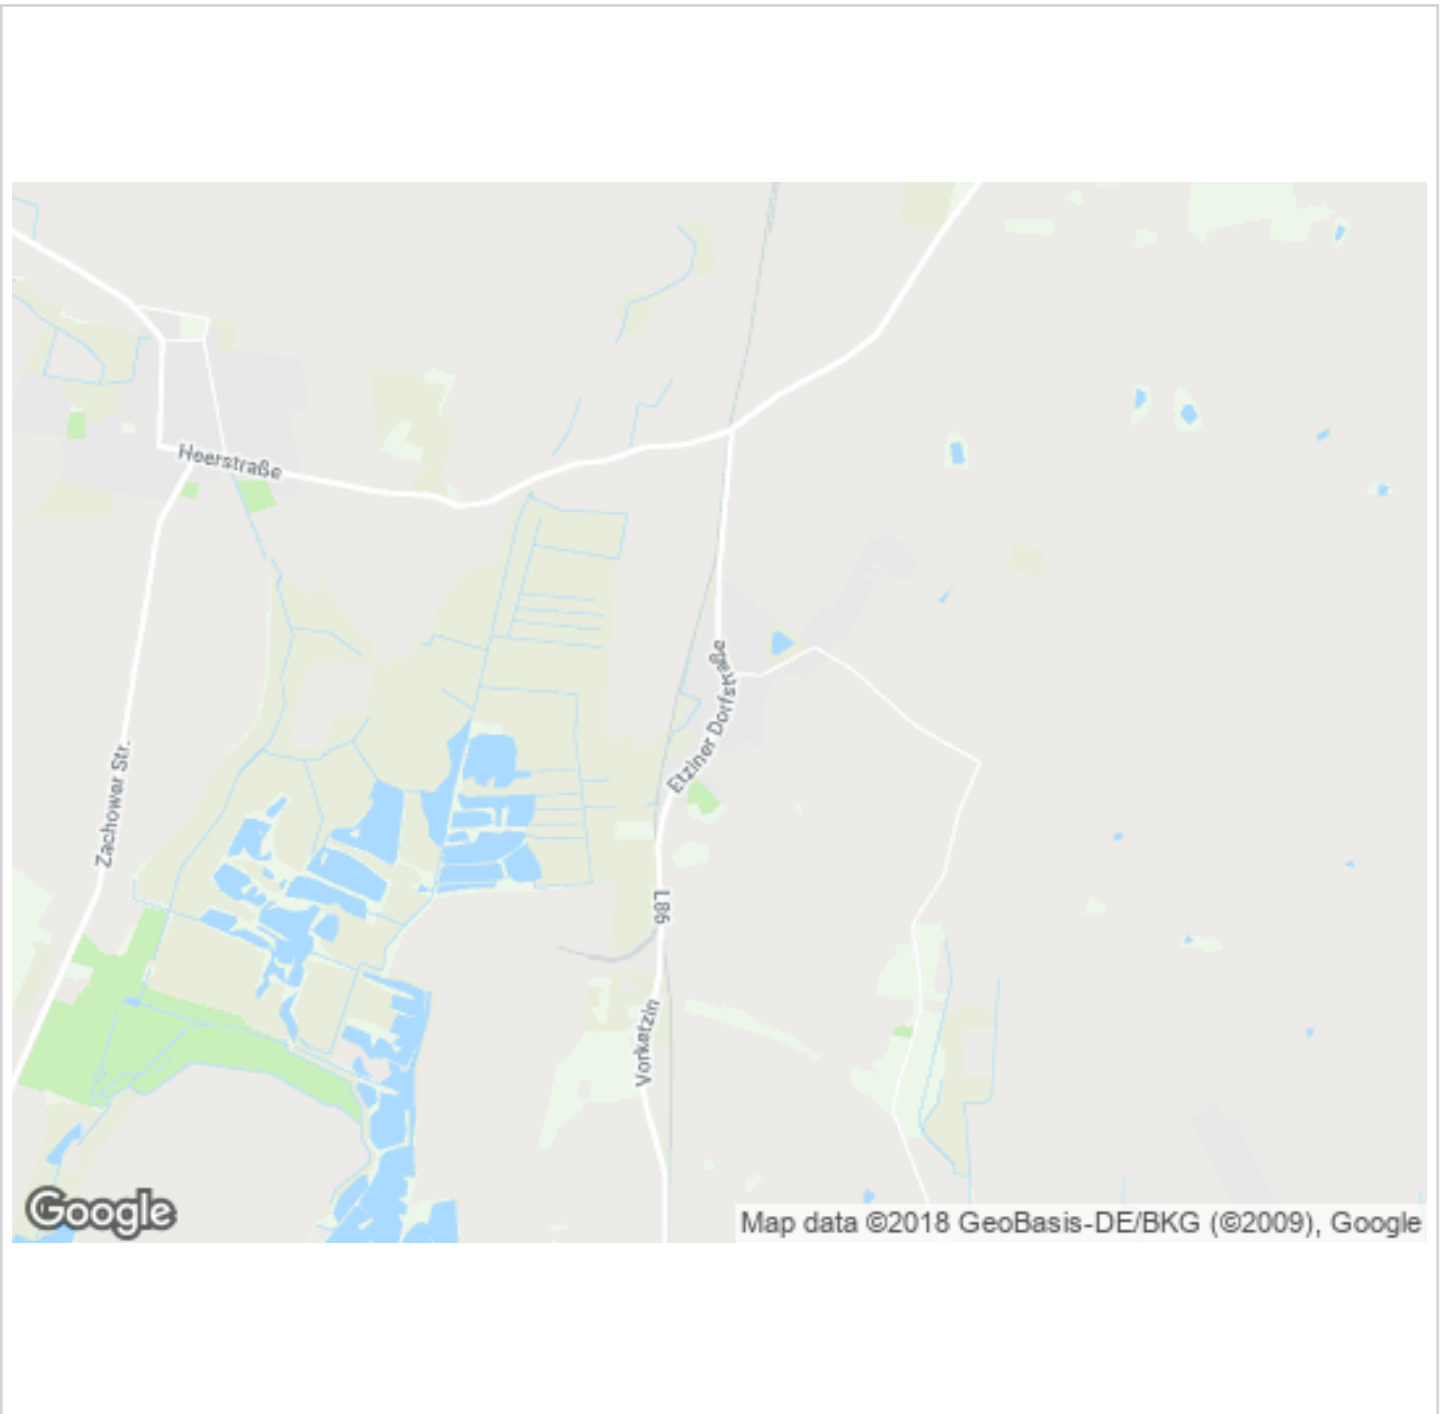 Heerstraße
Etziner Dorfstraße
Zachower Str.
L86
Vorketzin
Google
Map data ©2018 GeoBasis-DE/BKG (©2009), Google